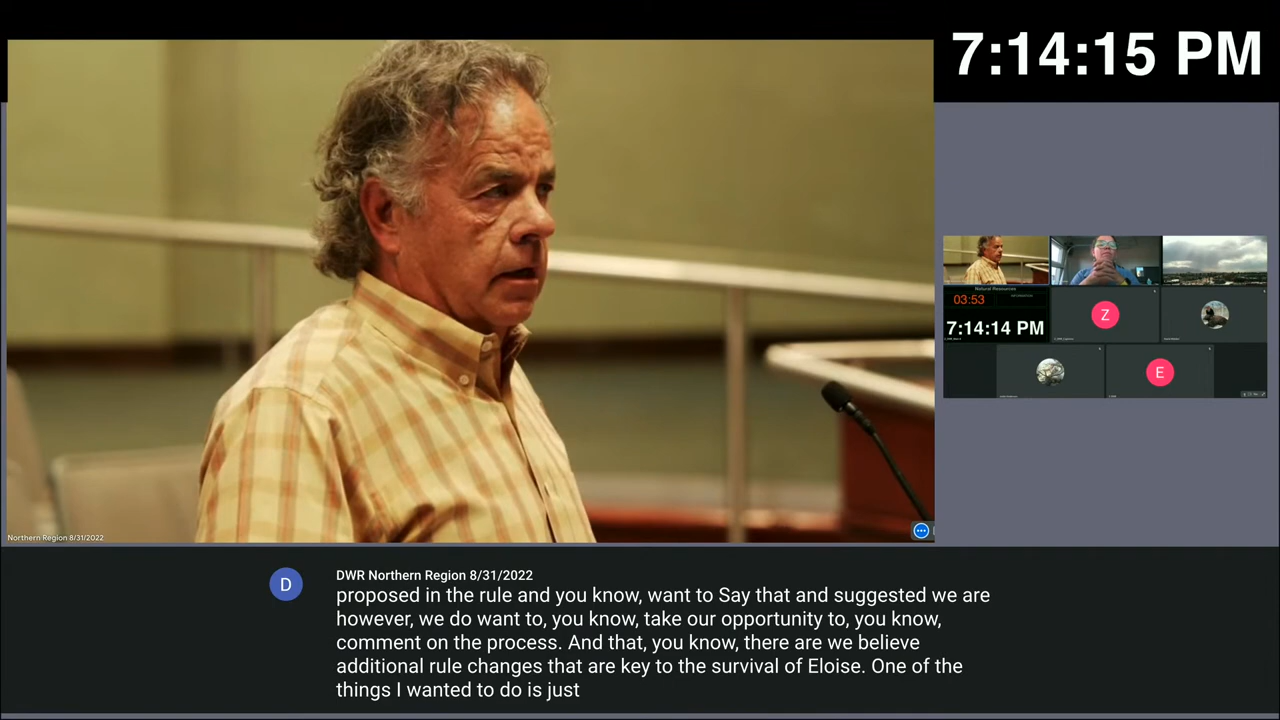 7:14:15 PM
Natural Resources
03:53
7:14:14 PM
Z
E
Northern Region 8/31/2022
D
DWR Northern Region 8/31/2022
proposed in the rule and you know, want to Say that and suggested we are
however, we do want to, you know, take our opportunity to, you know,
comment on the process. And that, you know, there are we believe
additional rule changes that are key to the survival of Eloise. One of the
things I wanted to do is just